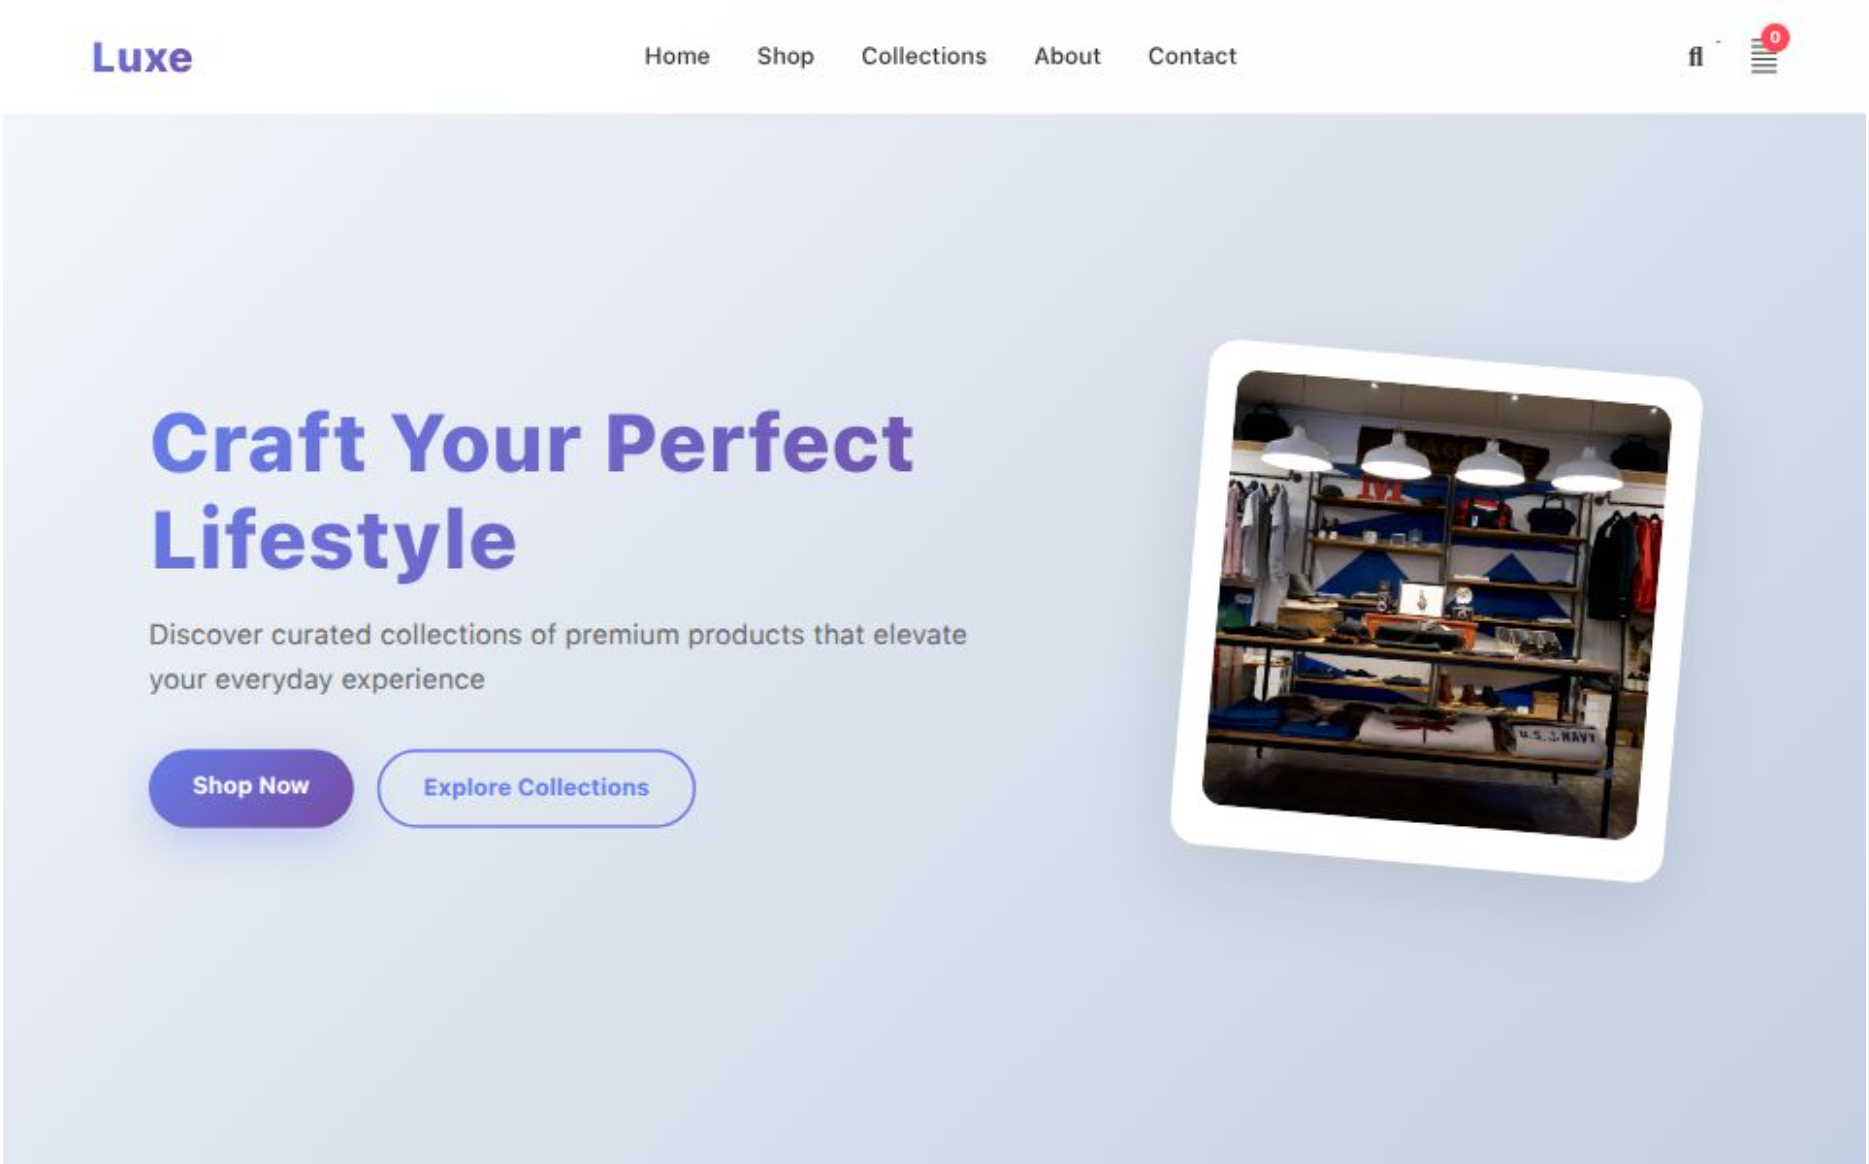 Luxe
Home Shop Collections About Contact
0
Craft Your Perfect
Lifestyle
Discover curated collections of premium products that elevate
your everyday experience
Shop Now
Explore Collections
M
U.S. NAVY